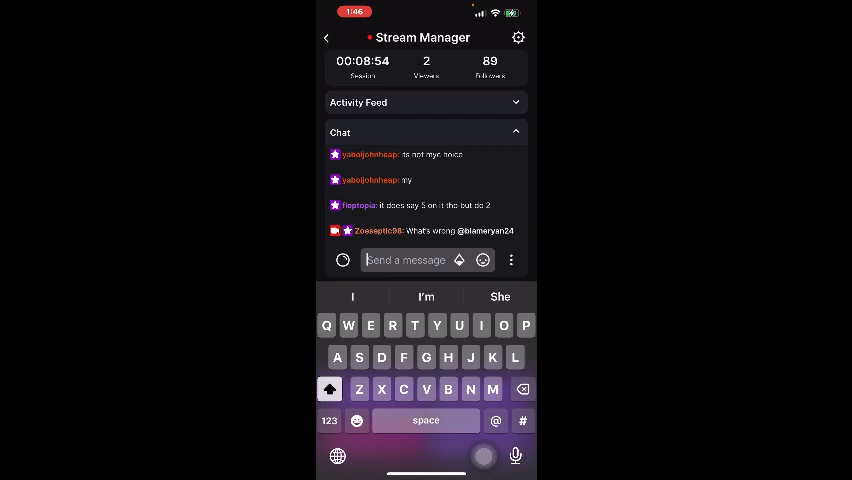 1:46
Stream Manager
00:08:54 2 89
Session Viewers Followers
Activity Feed
Chat
yaboijohnheap: its not myc hoice
yaboijohnheap: my
floptopia: it does say 5 on it tho but do 2
Zoeseptic98: What's wrong @biameryan24
Send a message
I I'm She
Q W E R T Y U I O P
A S D F G H J K L
Z X C V B N M
123 space @ #